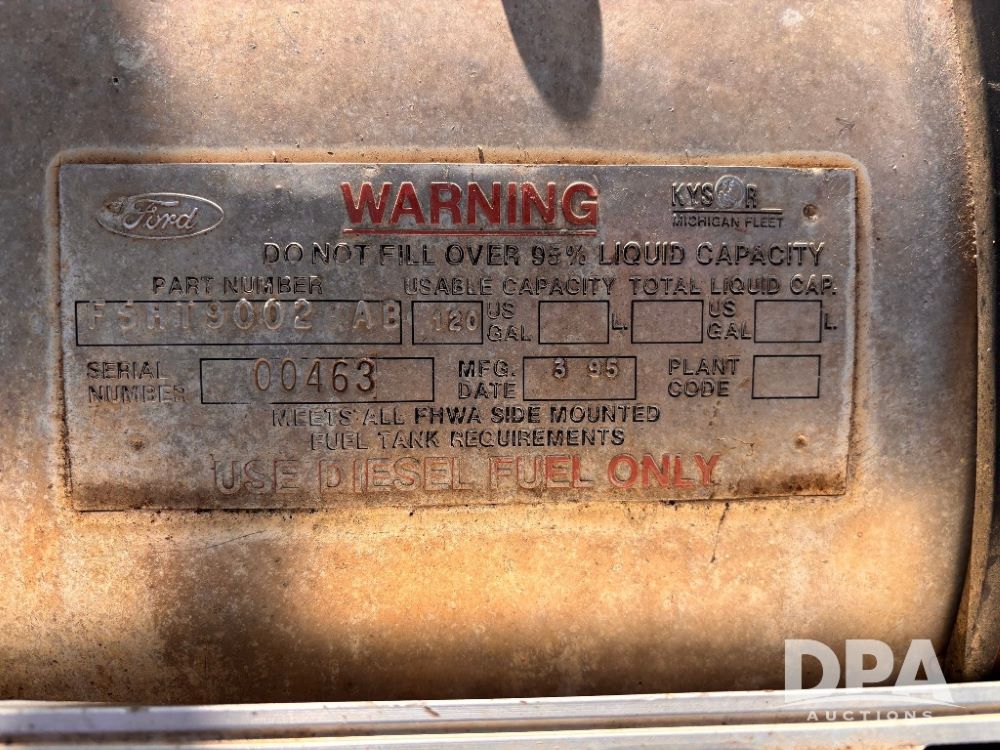 Ford WARNING KYSOR
MICHIGAN FLEET
DO NOT FILL OVER 95% LIQUID CAPACITY
PART NUMBER USABLE CAPACITY TOTAL LIQUID CAP.
F5HT9002 AB 120 US GAL L. US GAL L.
SERIAL NUMBER 00463 MFG. DATE 3 95 PLANT CODE
MEETS ALL FHWA SIDE MOUNTED
FUEL TANK REQUIREMENTS
USE DIESEL FUEL ONLY
DPA
AUCTIONS